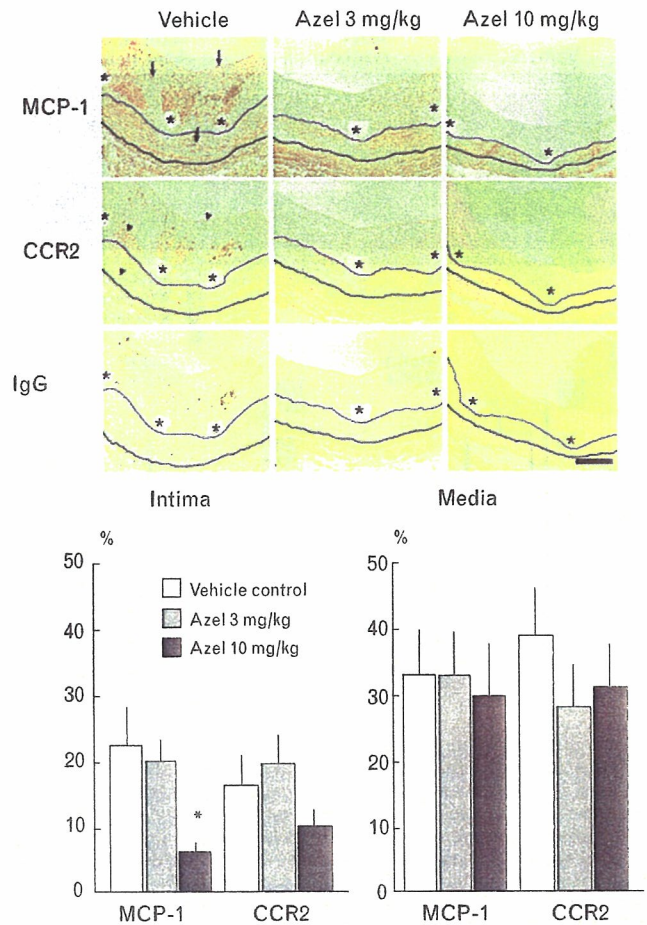 Vehicle Azel 3 mg/kg Azel 10 mg/kg
MCP-1
* * * * * * *
CCR2
* * * * * * *
IgG
* * * * * * *
Intima Media
% %
50 50
Vehicle control
Azel 3 mg/kg
Azel 10 mg/kg
40 40
30 30
20 20
*
10 10
0 0
MCP-1 CCR2 MCP-1 CCR2